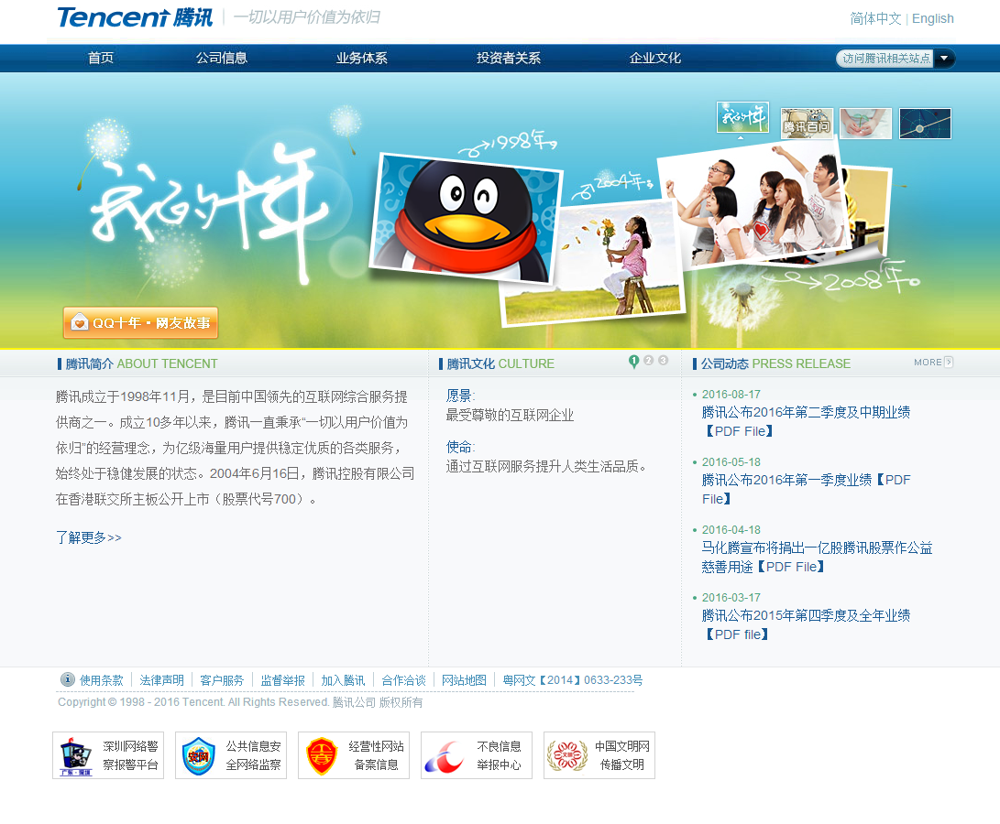 Tencent 腾讯 一切以用户价值为依归
简体中文 | English
首页 公司信息 业务体系 投资者关系 企业文化 访问腾讯相关站点
我的十年
腾讯百问
1998年
2004年
我的十年
2008年
QQ十年·网友故事
腾讯简介 ABOUT TENCENT
腾讯成立于1998年11月，是目前中国领先的互联网综合服务提
供商之一。成立10多年以来，腾讯一直秉承“一切以用户价值为
依归”的经营理念，为亿级海量用户提供稳定优质的各类服务，
始终处于稳健发展的状态。2004年6月16日，腾讯控股有限公司
在香港联交所主板公开上市（股票代号700）。
了解更多>>
腾讯文化 CULTURE 1 2 3
愿景:
最受尊敬的互联网企业
使命:
通过互联网服务提升人类生活品质。
公司动态 PRESS RELEASE MORE
2016-08-17
腾讯公布2016年第二季度及中期业绩
【PDF File】
2016-05-18
腾讯公布2016年第一季度业绩【PDF
File】
2016-04-18
马化腾宣布将捐出一亿股腾讯股票作公益
慈善用途【PDF File】
2016-03-17
腾讯公布2015年第四季度及全年业绩
【PDF file】
使用条款 | 法律声明 | 客户服务 | 监督举报 | 加入腾讯 | 合作洽谈 | 网站地图 | 粤网文【2014】0633-233号
Copyright © 1998 - 2016 Tencent. All Rights Reserved. 腾讯公司 版权所有
广东·深圳
深圳网络警
察报警平台
安网
公共信息安
全网络监察
经营性网站
备案信息
不良信息
举报中心
文明
中国文明网
传播文明